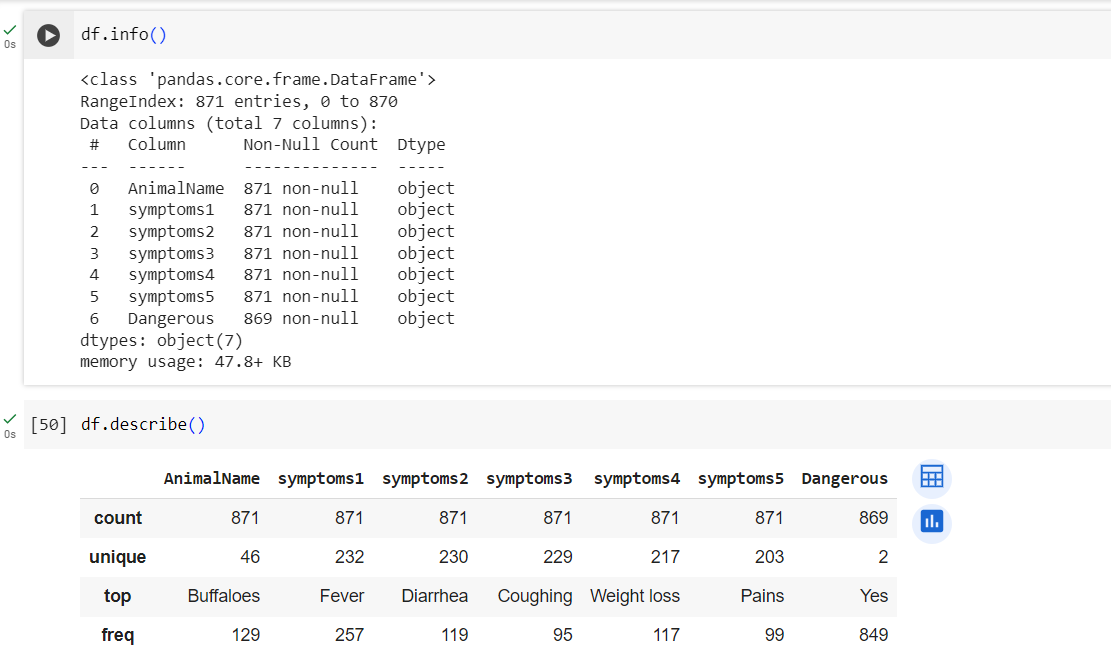 df.info()
0s
<class 'pandas.core.frame.DataFrame'>
RangeIndex: 871 entries, 0 to 870
Data columns (total 7 columns):
 #   Column      Non-Null Count  Dtype
---  ------      --------------  -----
 0   AnimalName  871 non-null    object
 1   symptoms1   871 non-null    object
 2   symptoms2   871 non-null    object
 3   symptoms3   871 non-null    object
 4   symptoms4   871 non-null    object
 5   symptoms5   871 non-null    object
 6   Dangerous   869 non-null    object
dtypes: object(7)
memory usage: 47.8+ KB
[50] df.describe()
0s
AnimalName symptoms1 symptoms2 symptoms3 symptoms4 symptoms5 Dangerous
count 871 871 871 871 871 871 869
unique 46 232 230 229 217 203 2
top Buffaloes Fever Diarrhea Coughing Weight loss Pains Yes
freq 129 257 119 95 117 99 849